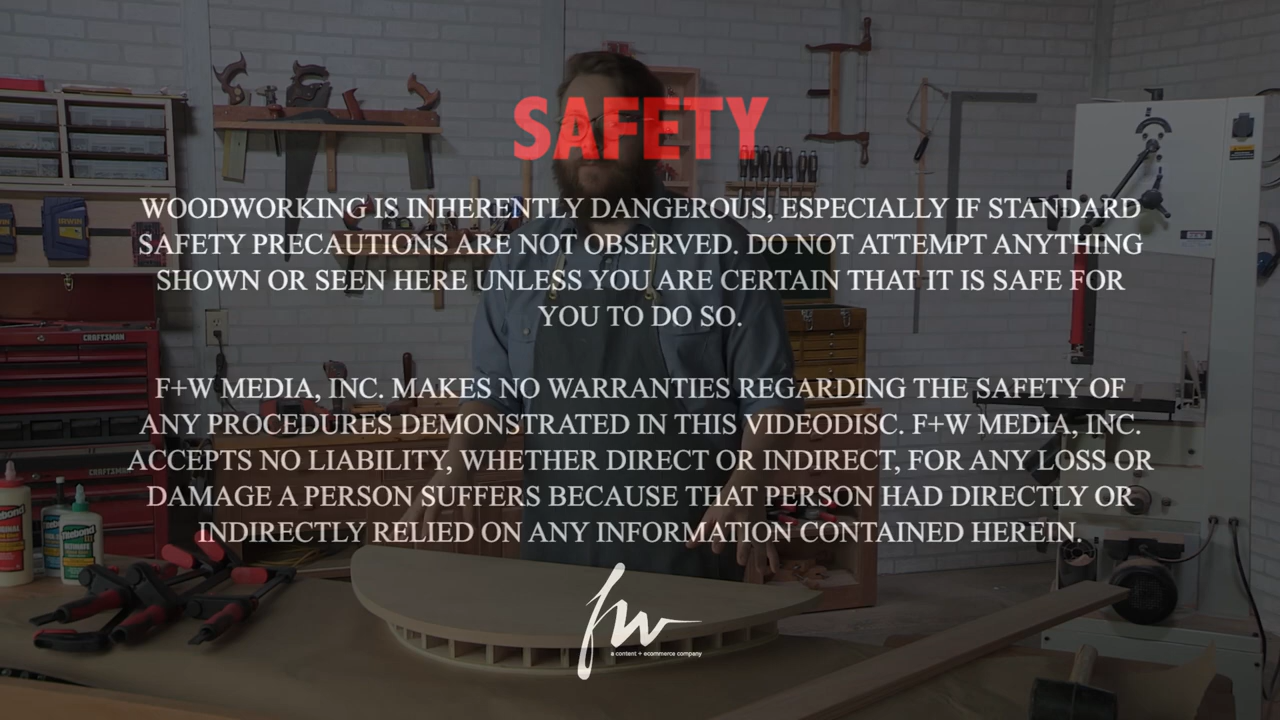 SAFETY
WOODWORKING IS INHERENTLY DANGEROUS, ESPECIALLY IF STANDARD
SAFETY PRECAUTIONS ARE NOT OBSERVED. DO NOT ATTEMPT ANYTHING
SHOWN OR SEEN HERE UNLESS YOU ARE CERTAIN THAT IT IS SAFE FOR
YOU TO DO SO.
F+W MEDIA, INC. MAKES NO WARRANTIES REGARDING THE SAFETY OF
ANY PROCEDURES DEMONSTRATED IN THIS VIDEODISC. F+W MEDIA, INC.
ACCEPTS NO LIABILITY, WHETHER DIRECT OR INDIRECT, FOR ANY LOSS OR
DAMAGE A PERSON SUFFERS BECAUSE THAT PERSON HAD DIRECTLY OR
INDIRECTLY RELIED ON ANY INFORMATION CONTAINED HEREIN.
fw
a content + ecommerce company
IRWIN
CRAFTSMAN
Titebond